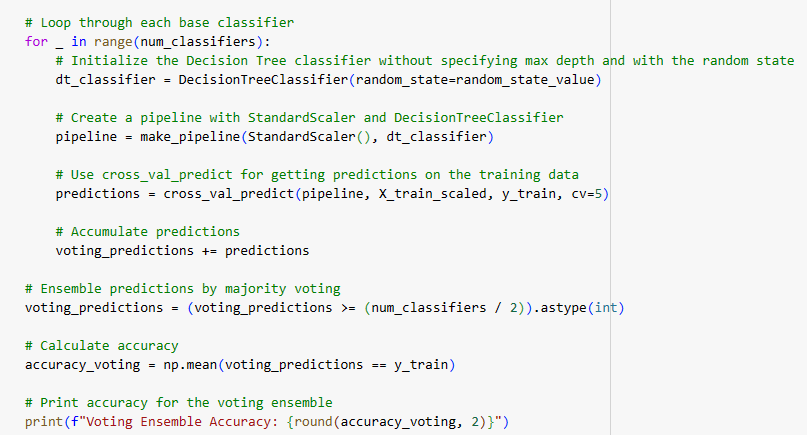 # Loop through each base classifier
for _ in range(num_classifiers):
# Initialize the Decision Tree classifier without specifying max depth and with the random state
dt_classifier = DecisionTreeClassifier(random_state=random_state_value)
# Create a pipeline with StandardScaler and DecisionTreeClassifier
pipeline = make_pipeline(StandardScaler(), dt_classifier)
# Use cross_val_predict for getting predictions on the training data
predictions = cross_val_predict(pipeline, X_train_scaled, y_train, cv=5)
# Accumulate predictions
voting_predictions += predictions
# Ensemble predictions by majority voting
voting_predictions = (voting_predictions >= (num_classifiers / 2)).astype(int)
# Calculate accuracy
accuracy_voting = np.mean(voting_predictions == y_train)
# Print accuracy for the voting ensemble
print(f"Voting Ensemble Accuracy: {round(accuracy_voting, 2)}")